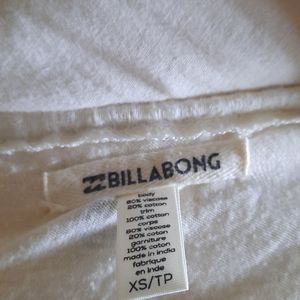 BILLABONG
body
80% viscose
20% cotton
trim
100% cotton
corps
80% viscose
20% coton
garniture
100% coton
made in india
fabrique
en Inde
XS/TP